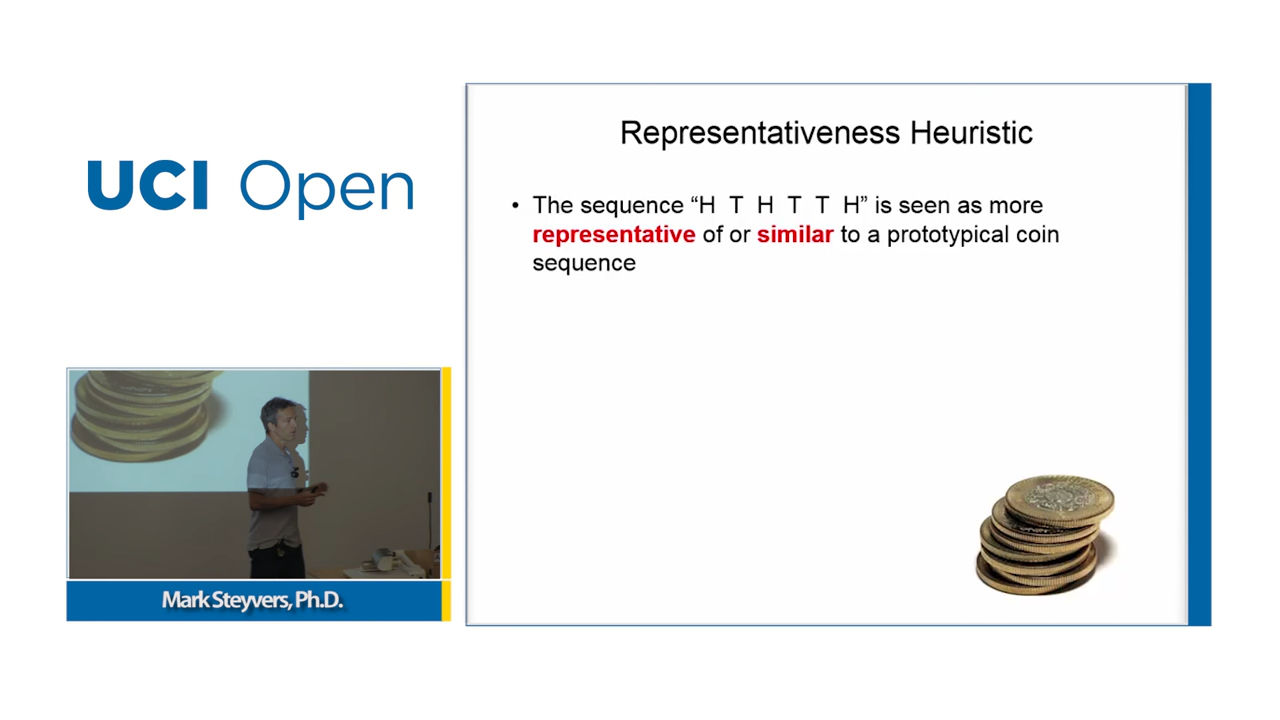 UCI Open
Representativeness Heuristic
• The sequence “H T H T T H” is seen as more
representative of or similar to a prototypical coin
sequence
Mark Steyvers, Ph.D.